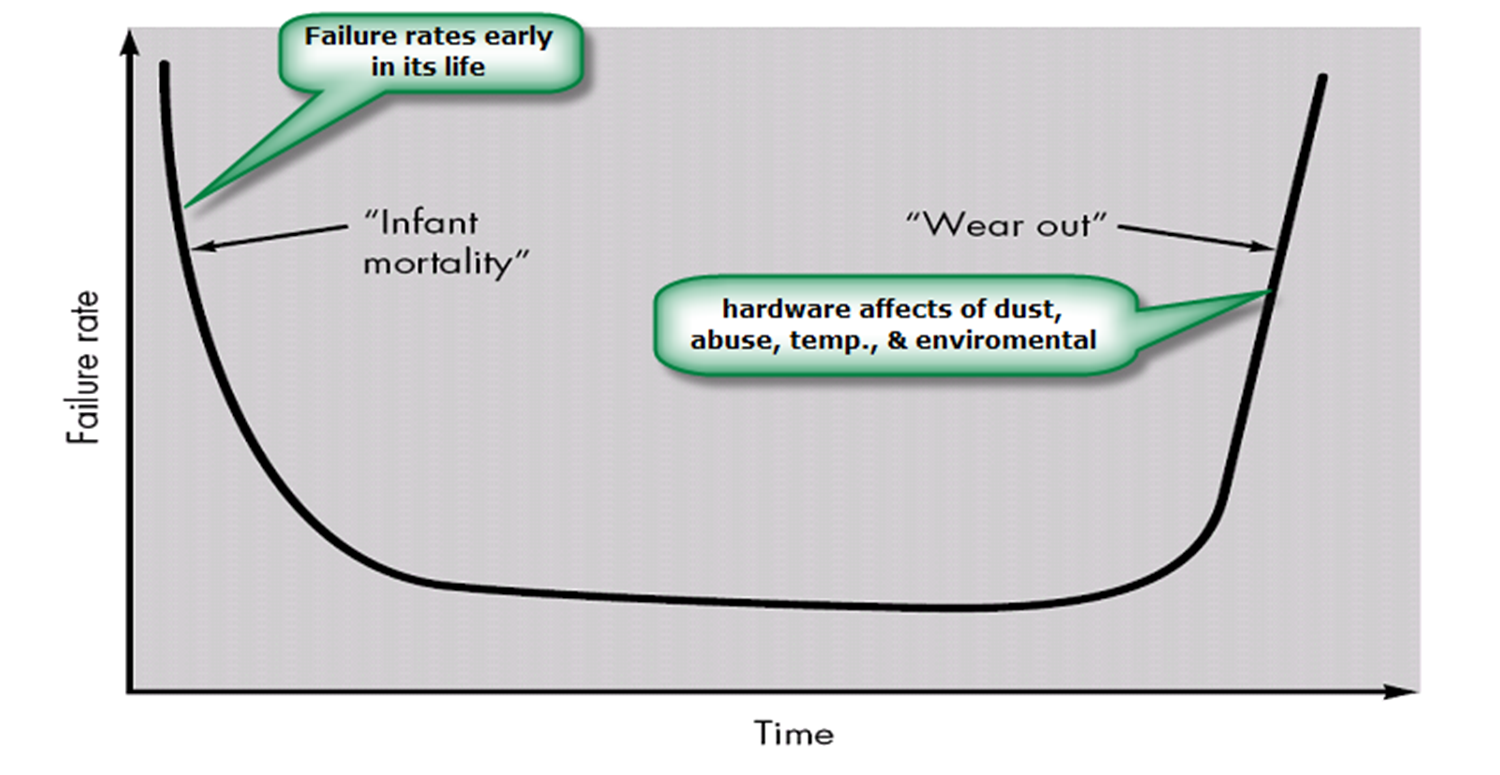 Failure rates early
in its life
“Infant
mortality”
“Wear out”
hardware affects of dust,
abuse, temp., & enviromental
Failure rate
Time